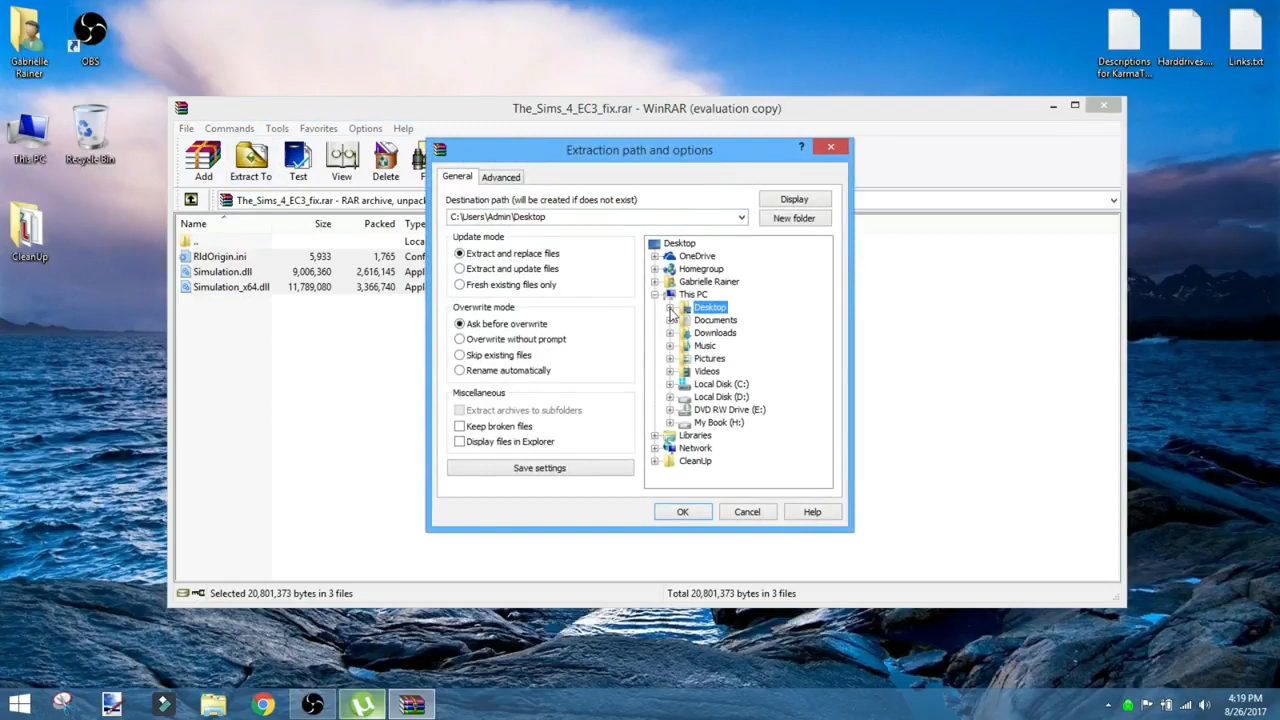 Gabrielle
Rainer
OBS
This PC
Recycle Bin
CleanUp
Descriptions
for KarmaT...
Harddrives....
Links.txt
The_Sims_4_EC3_fix.rar - WinRAR (evaluation copy)
File Commands Tools Favorites Options Help
Add Extract To Test View Delete
The_Sims_4_EC3_fix.rar - RAR archive, unpac
Name Size Packed Type
.. Loca
RldOrigin.ini 5,933 1,765 Conf
Simulation.dll 9,006,360 2,616,145 Appl
Simulation_x64.dll 11,789,080 3,366,740 Appl
Selected 20,801,373 bytes in 3 files
Total 20,801,373 bytes in 3 files
Extraction path and options
?
General Advanced
Destination path (will be created if does not exist)
C:\Users\Admin\Desktop
Display
New folder
Update mode
Extract and replace files
Extract and update files
Fresh existing files only
Overwrite mode
Ask before overwrite
Overwrite without prompt
Skip existing files
Rename automatically
Miscellaneous
Extract archives to subfolders
Keep broken files
Display files in Explorer
Save settings
Desktop
OneDrive
Homegroup
Gabrielle Rainer
This PC
Desktop
Documents
Downloads
Music
Pictures
Videos
Local Disk (C:)
Local Disk (D:)
DVD RW Drive (E:)
My Book (H:)
Libraries
Network
CleanUp
OK Cancel Help
4:19 PM
8/26/2017